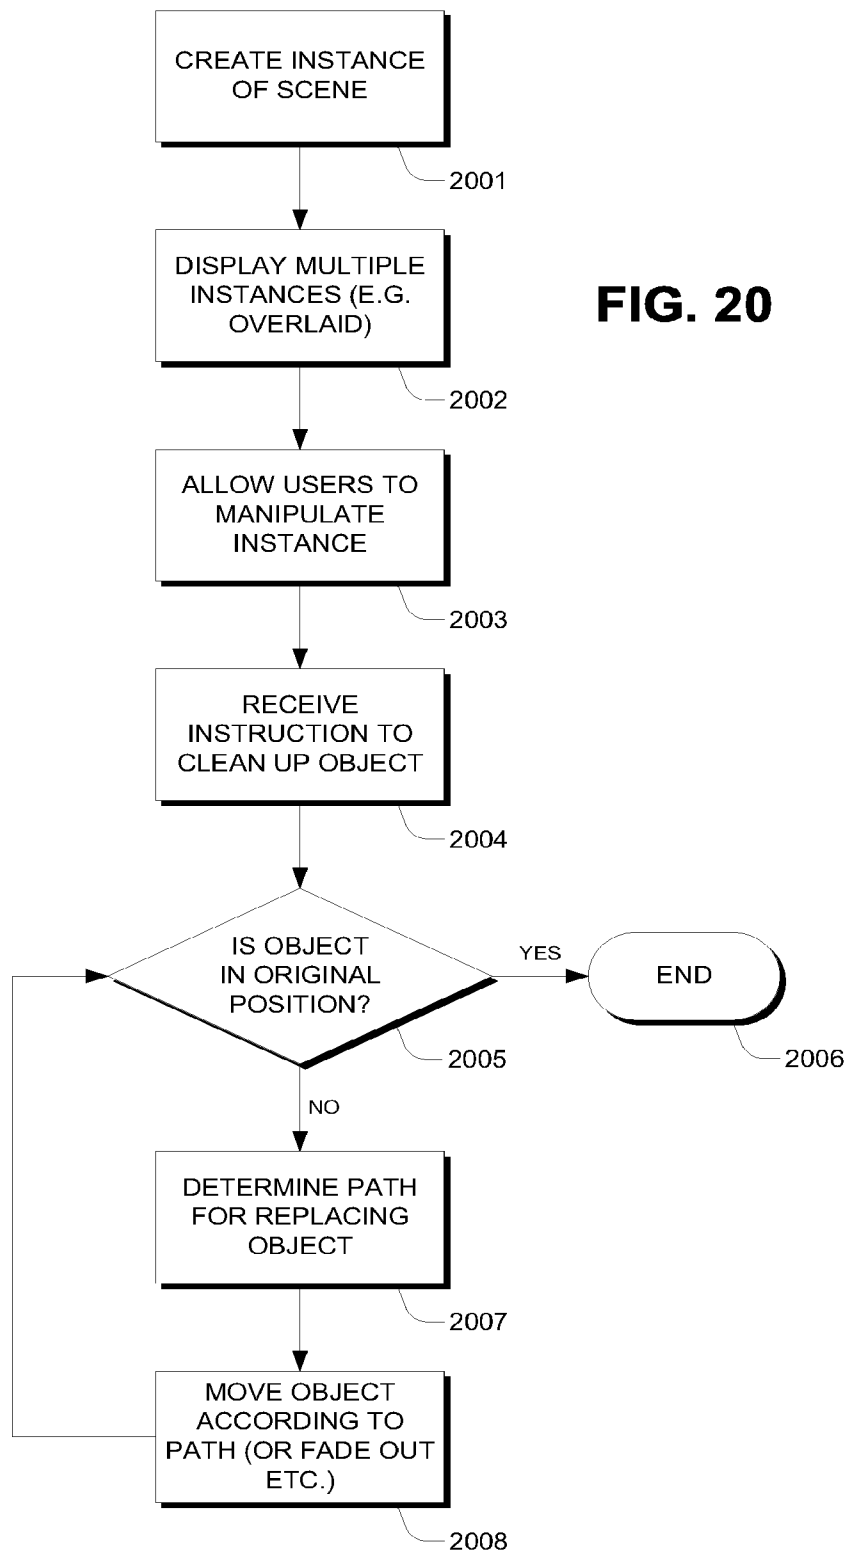 CREATE INSTANCE
OF SCENE
2001
DISPLAY MULTIPLE
INSTANCES (E.G.
OVERLAID)
FIG. 20
2002
ALLOW USERS TO
MANIPULATE
INSTANCE
2003
RECEIVE
INSTRUCTION TO
CLEAN UP OBJECT
2004
IS OBJECT
IN ORIGINAL
POSITION?
YES
END
2005
2006
NO
DETERMINE PATH
FOR REPLACING
OBJECT
2007
MOVE OBJECT
ACCORDING TO
PATH (OR FADE OUT
ETC.)
2008